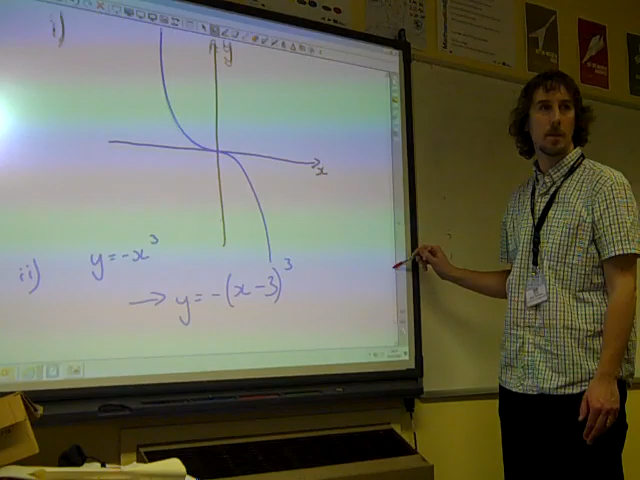 i)
y
x
ii) y = -x³
→ y = -(x-3)³